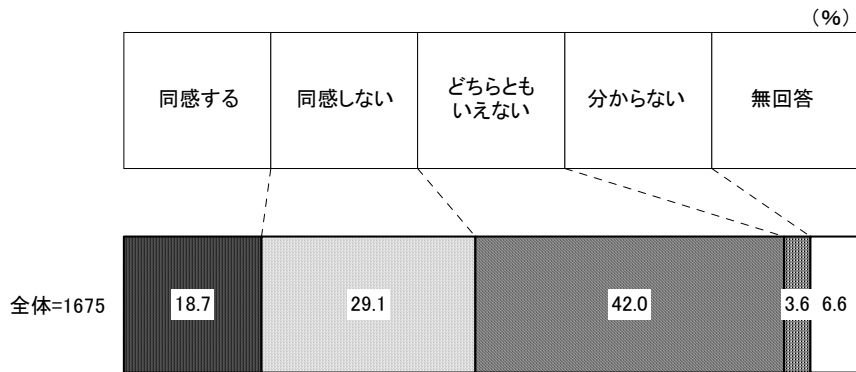 (%)
同感する
同感しない
どちらとも
いえない
分からない
無回答
全体=1675
18.7
29.1
42.0
3.6
6.6